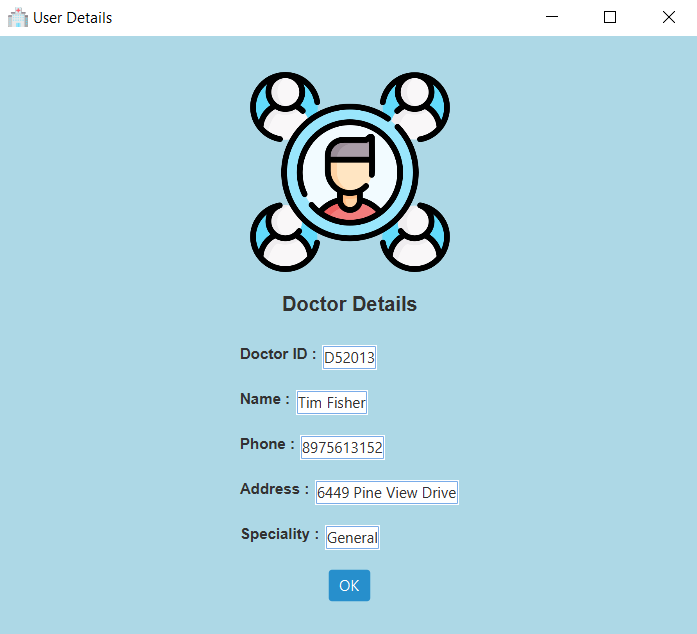 User Details
Doctor Details
Doctor ID : D52013
Name : Tim Fisher
Phone : 8975613152
Address : 6449 Pine View Drive
Speciality : General
OK